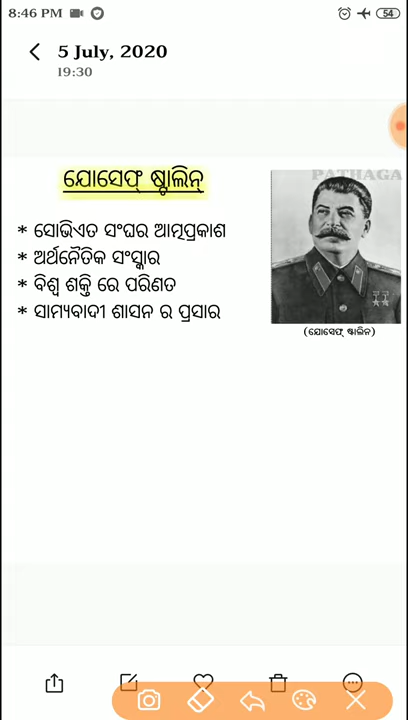 8:46 PM
54
5 July, 2020
19:30
PATHAGA
ଯୋସେଫ୍ ଷ୍ଟାଲିନ୍
* ସୋଭିଏତ ସଂଘର ଆତ୍ମପ୍ରକାଶ
* ଅର୍ଥନୈତିକ ସଂସ୍କାର
* ବିଶ୍ଵ ଶକ୍ତି ରେ ପରିଣତ
* ସାମ୍ୟବାଦୀ ଶାସନ ର ପ୍ରସାର
(ଯୋସେଫ୍ ଷ୍ଟାଲିନ)